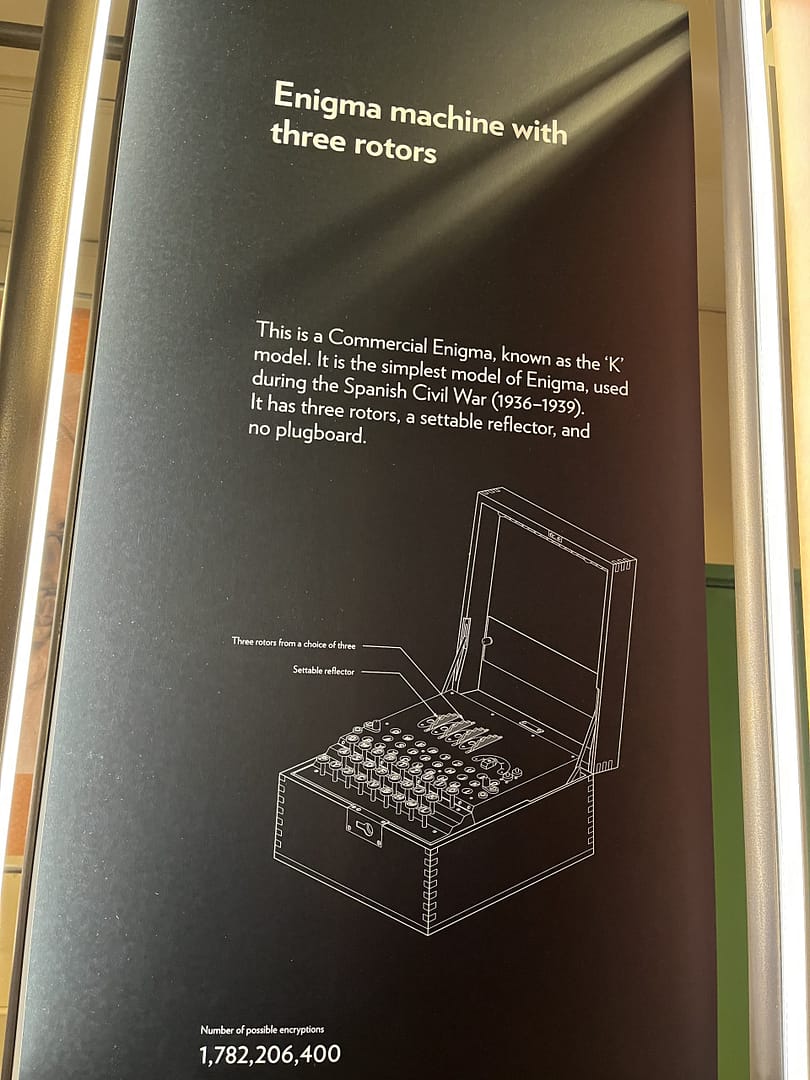 Enigma machine with
three rotors
This is a Commercial Enigma, known as the ‘K’
model. It is the simplest model of Enigma, used
during the Spanish Civil War (1936–1939).
It has three rotors, a settable reflector, and
no plugboard.
Three rotors from a choice of three
Settable reflector
Number of possible encryptions
1,782,206,400